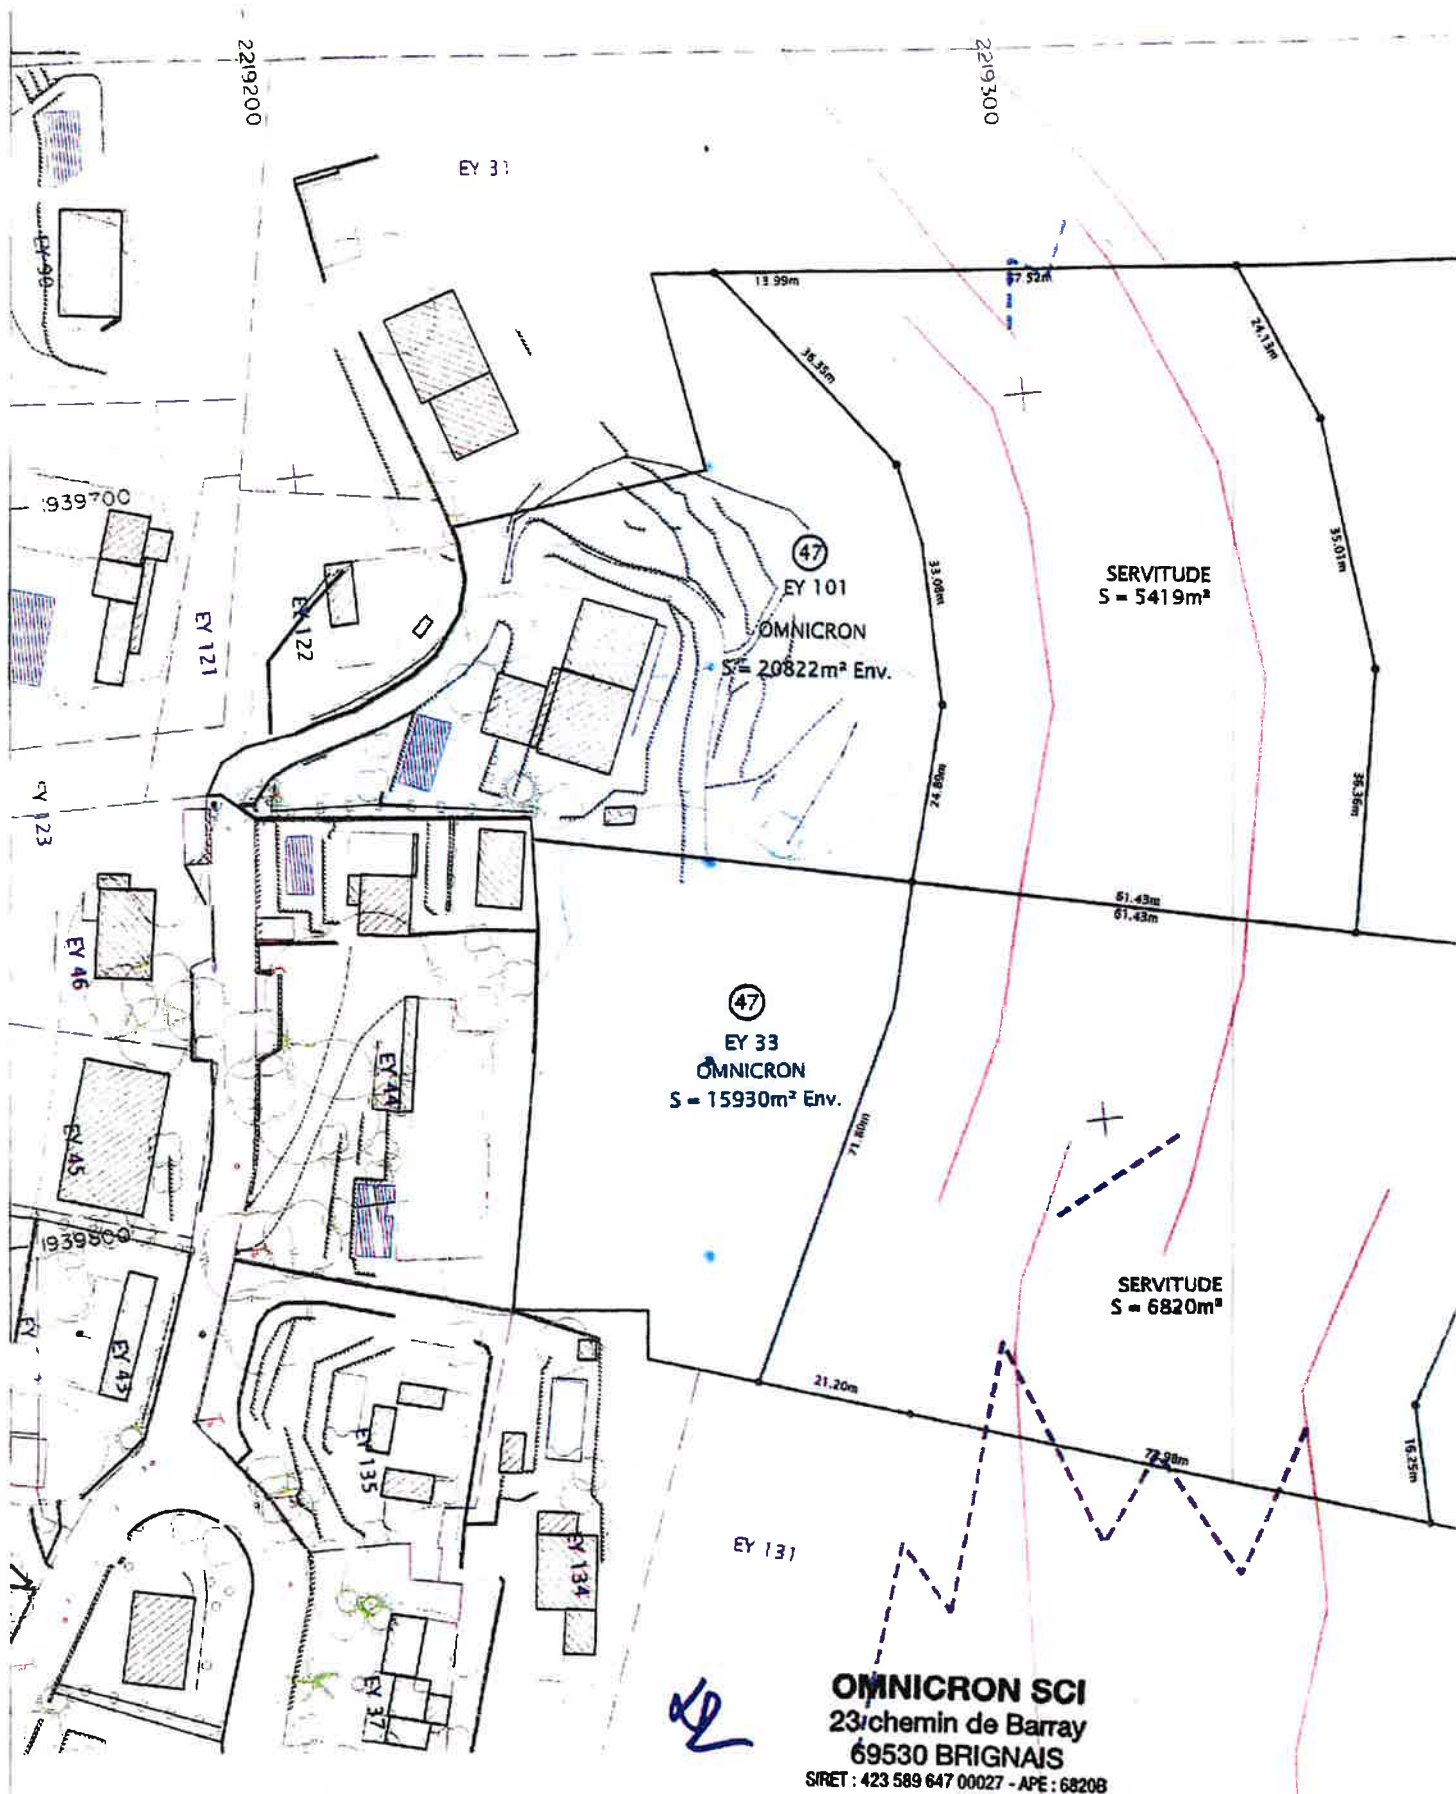 2219200
2219300
EY 31
EY 90
13.99m
67.52m
24.13m
36.35m
939700
47
EY 101
OMNICRON
S = 20822m² Env.
33.08m
35.01m
SERVITUDE
S = 5419m²
EY 121
EY 122
EY 123
24.80m
36.36m
61.43m
61.43m
EY 46
47
EY 33
OMNICRON
S = 15930m² Env.
EY 44
EY 45
71.80m
1939800
SERVITUDE
S = 6820m²
EY
EY 43
21.20m
72.98m
16.25m
EY 135
EY 134
EY 131
EY 37
OMNICRON SCI
23 chemin de Barray
69530 BRIGNAIS
SIRET : 423 589 647 00027 - APE : 6820B